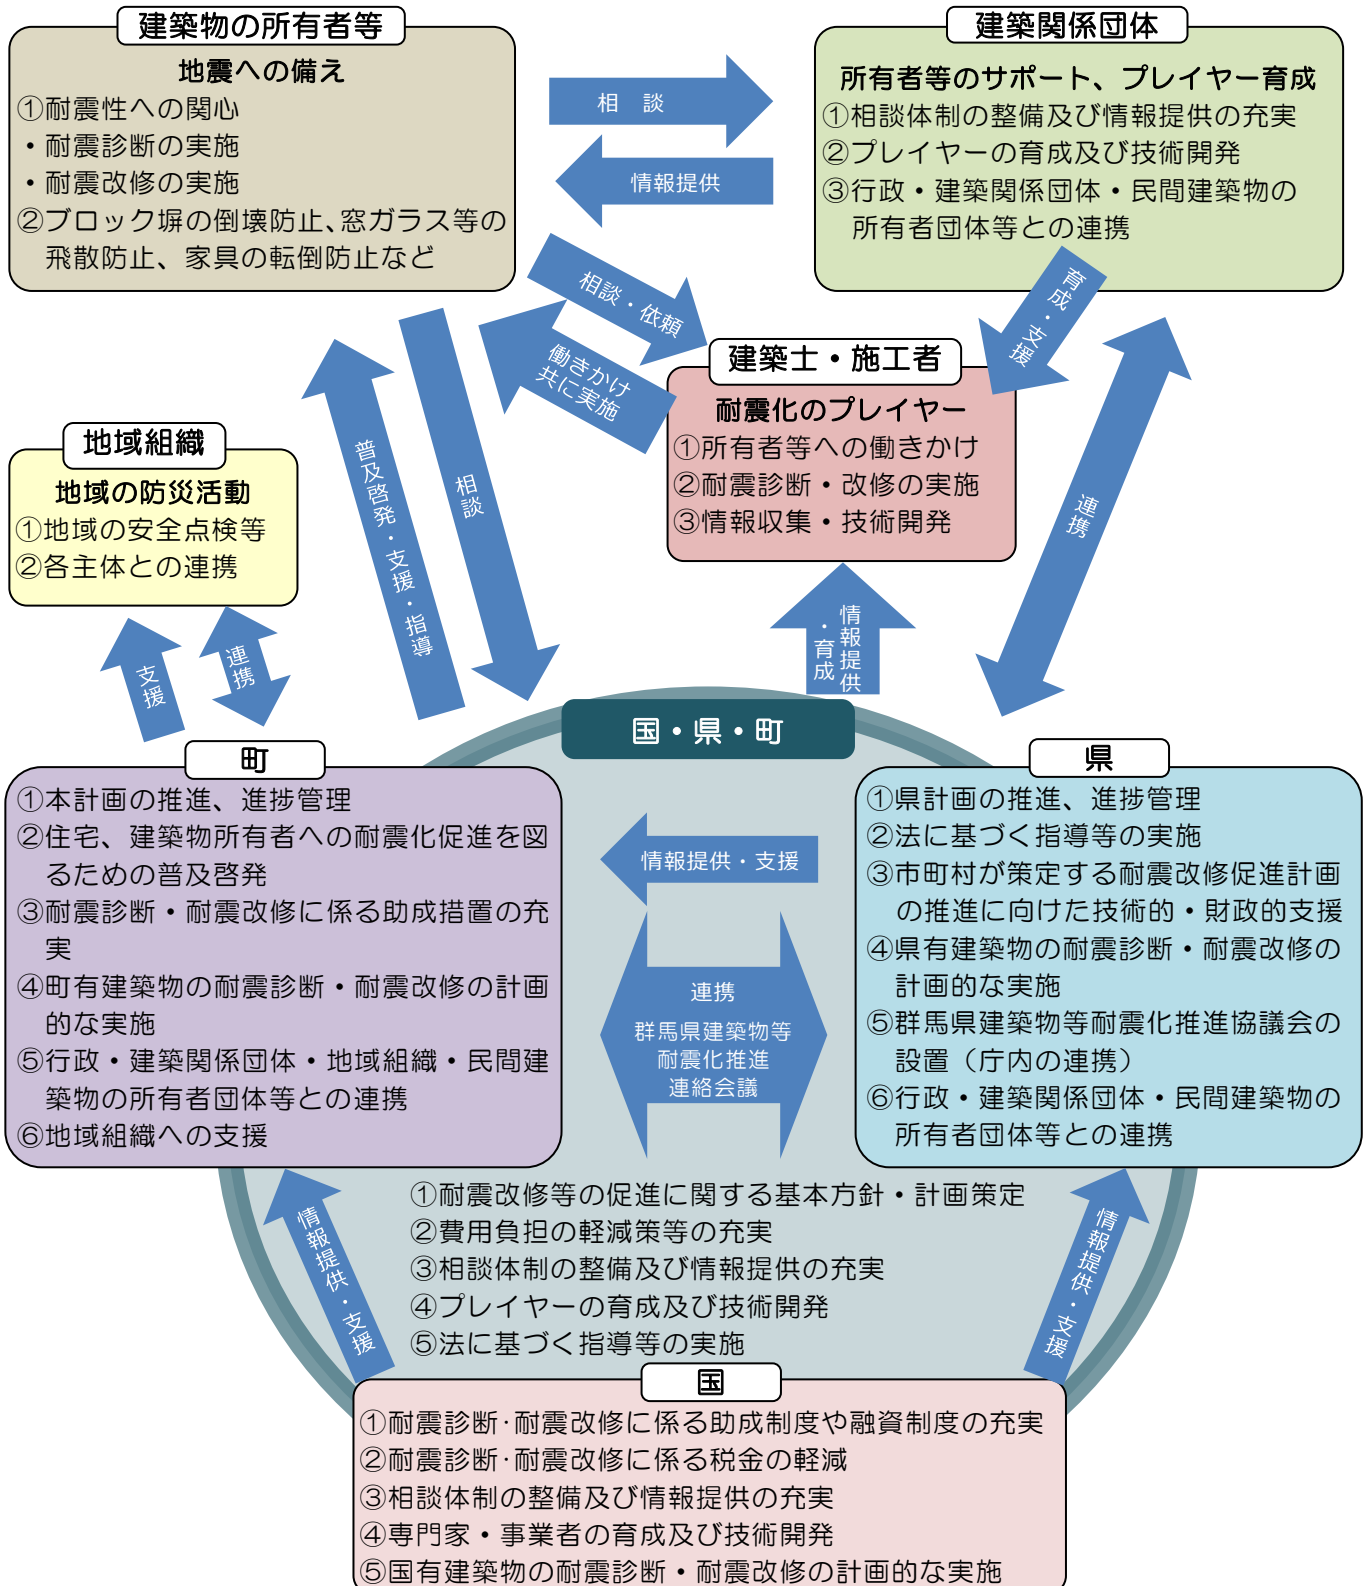 建築物の所有者等
地震への備え
①耐震性への関心
・耐震診断の実施
・耐震改修の実施
②ブロック塀の倒壊防止、窓ガラス等の
飛散防止、家具の転倒防止など
相　談
情報提供
建築関係団体
所有者等のサポート、プレイヤー育成
①相談体制の整備及び情報提供の充実
②プレイヤーの育成及び技術開発
③行政・建築関係団体・民間建築物の
所有者団体等との連携
相談・依頼
働きかけ
共に実施
育成・支援
建築士・施工者
耐震化のプレイヤー
①所有者等への働きかけ
②耐震診断・改修の実施
③情報収集・技術開発
地域組織
地域の防災活動
①地域の安全点検等
②各主体との連携
普及啓発・支援・指導
相談
連携
支援
連携
情報提供
・育成
国・県・町
町
①本計画の推進、進捗管理
②住宅、建築物所有者への耐震化促進を図
るための普及啓発
③耐震診断・耐震改修に係る助成措置の充
実
④町有建築物の耐震診断・耐震改修の計画
的な実施
⑤行政・建築関係団体・地域組織・民間建
築物の所有者団体等との連携
⑥地域組織への支援
情報提供・支援
連携
群馬県建築物等
耐震化推進
連絡会議
県
①県計画の推進、進捗管理
②法に基づく指導等の実施
③市町村が策定する耐震改修促進計画
の推進に向けた技術的・財政的支援
④県有建築物の耐震診断・耐震改修の
計画的な実施
⑤群馬県建築物等耐震化推進協議会の
設置（庁内の連携）
⑥行政・建築関係団体・民間建築物の
所有者団体等との連携
①耐震改修等の促進に関する基本方針・計画策定
②費用負担の軽減策等の充実
③相談体制の整備及び情報提供の充実
④プレイヤーの育成及び技術開発
⑤法に基づく指導等の実施
情報提供・支援
情報提供・支援
国
①耐震診断･耐震改修に係る助成制度や融資制度の充実
②耐震診断･耐震改修に係る税金の軽減
③相談体制の整備及び情報提供の充実
④専門家・事業者の育成及び技術開発
⑤国有建築物の耐震診断・耐震改修の計画的な実施